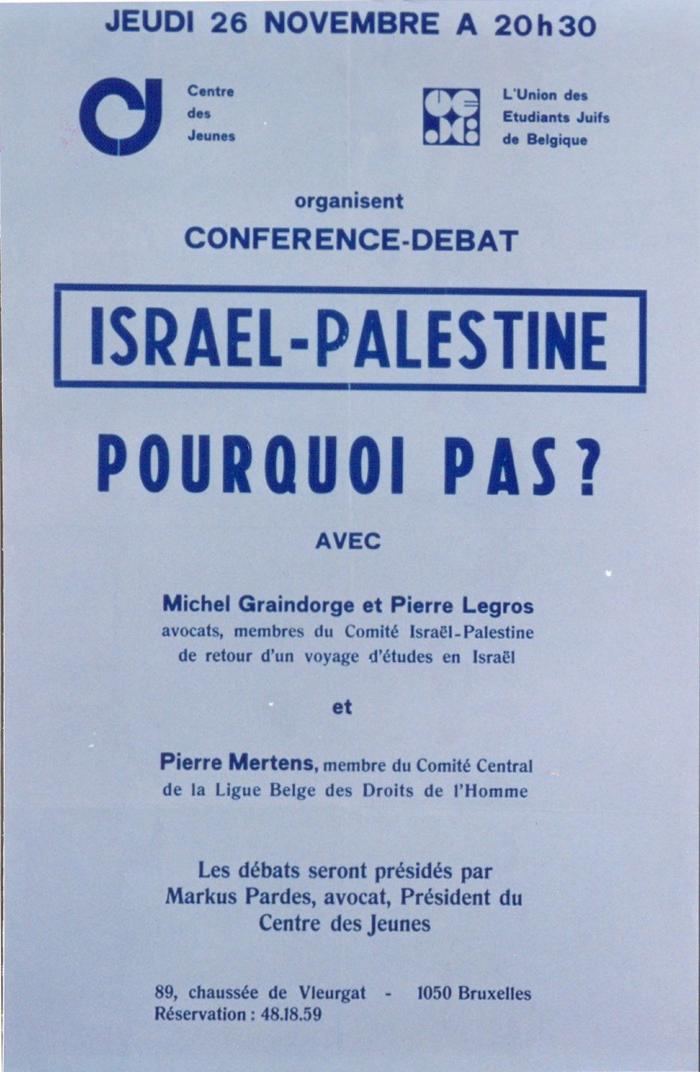 JEUDI 26 NOVEMBRE A 20h30
Centre
des
Jeunes
L'Union des
Etudiants Juifs
de Belgique
organisent
CONFERENCE-DEBAT
ISRAEL-PALESTINE
POURQUOI PAS ?
AVEC
Michel Graindorge et Pierre Legros
avocats, membres du Comité Israël-Palestine
de retour d'un voyage d'études en Israël
et
Pierre Mertens, membre du Comité Central
de la Ligue Belge des Droits de l'Homme
Les débats seront présidés par
Markus Pardes, avocat, Président du
Centre des Jeunes
89, chaussée de Vleurgat - 1050 Bruxelles
Réservation : 48.18.59